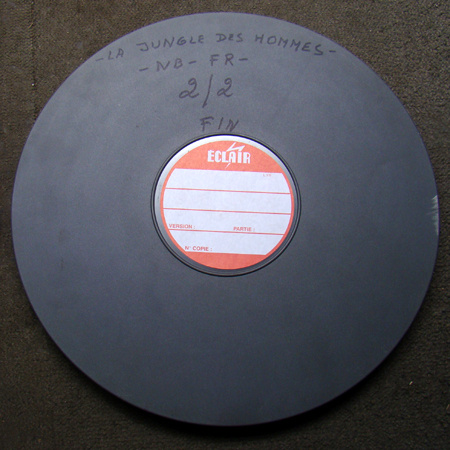 - LA JUNGLE DES HOMMES -
- NB - FR -
2/2
FIN
ECLAIR
VERSION : PARTIE :
N° COPIE :